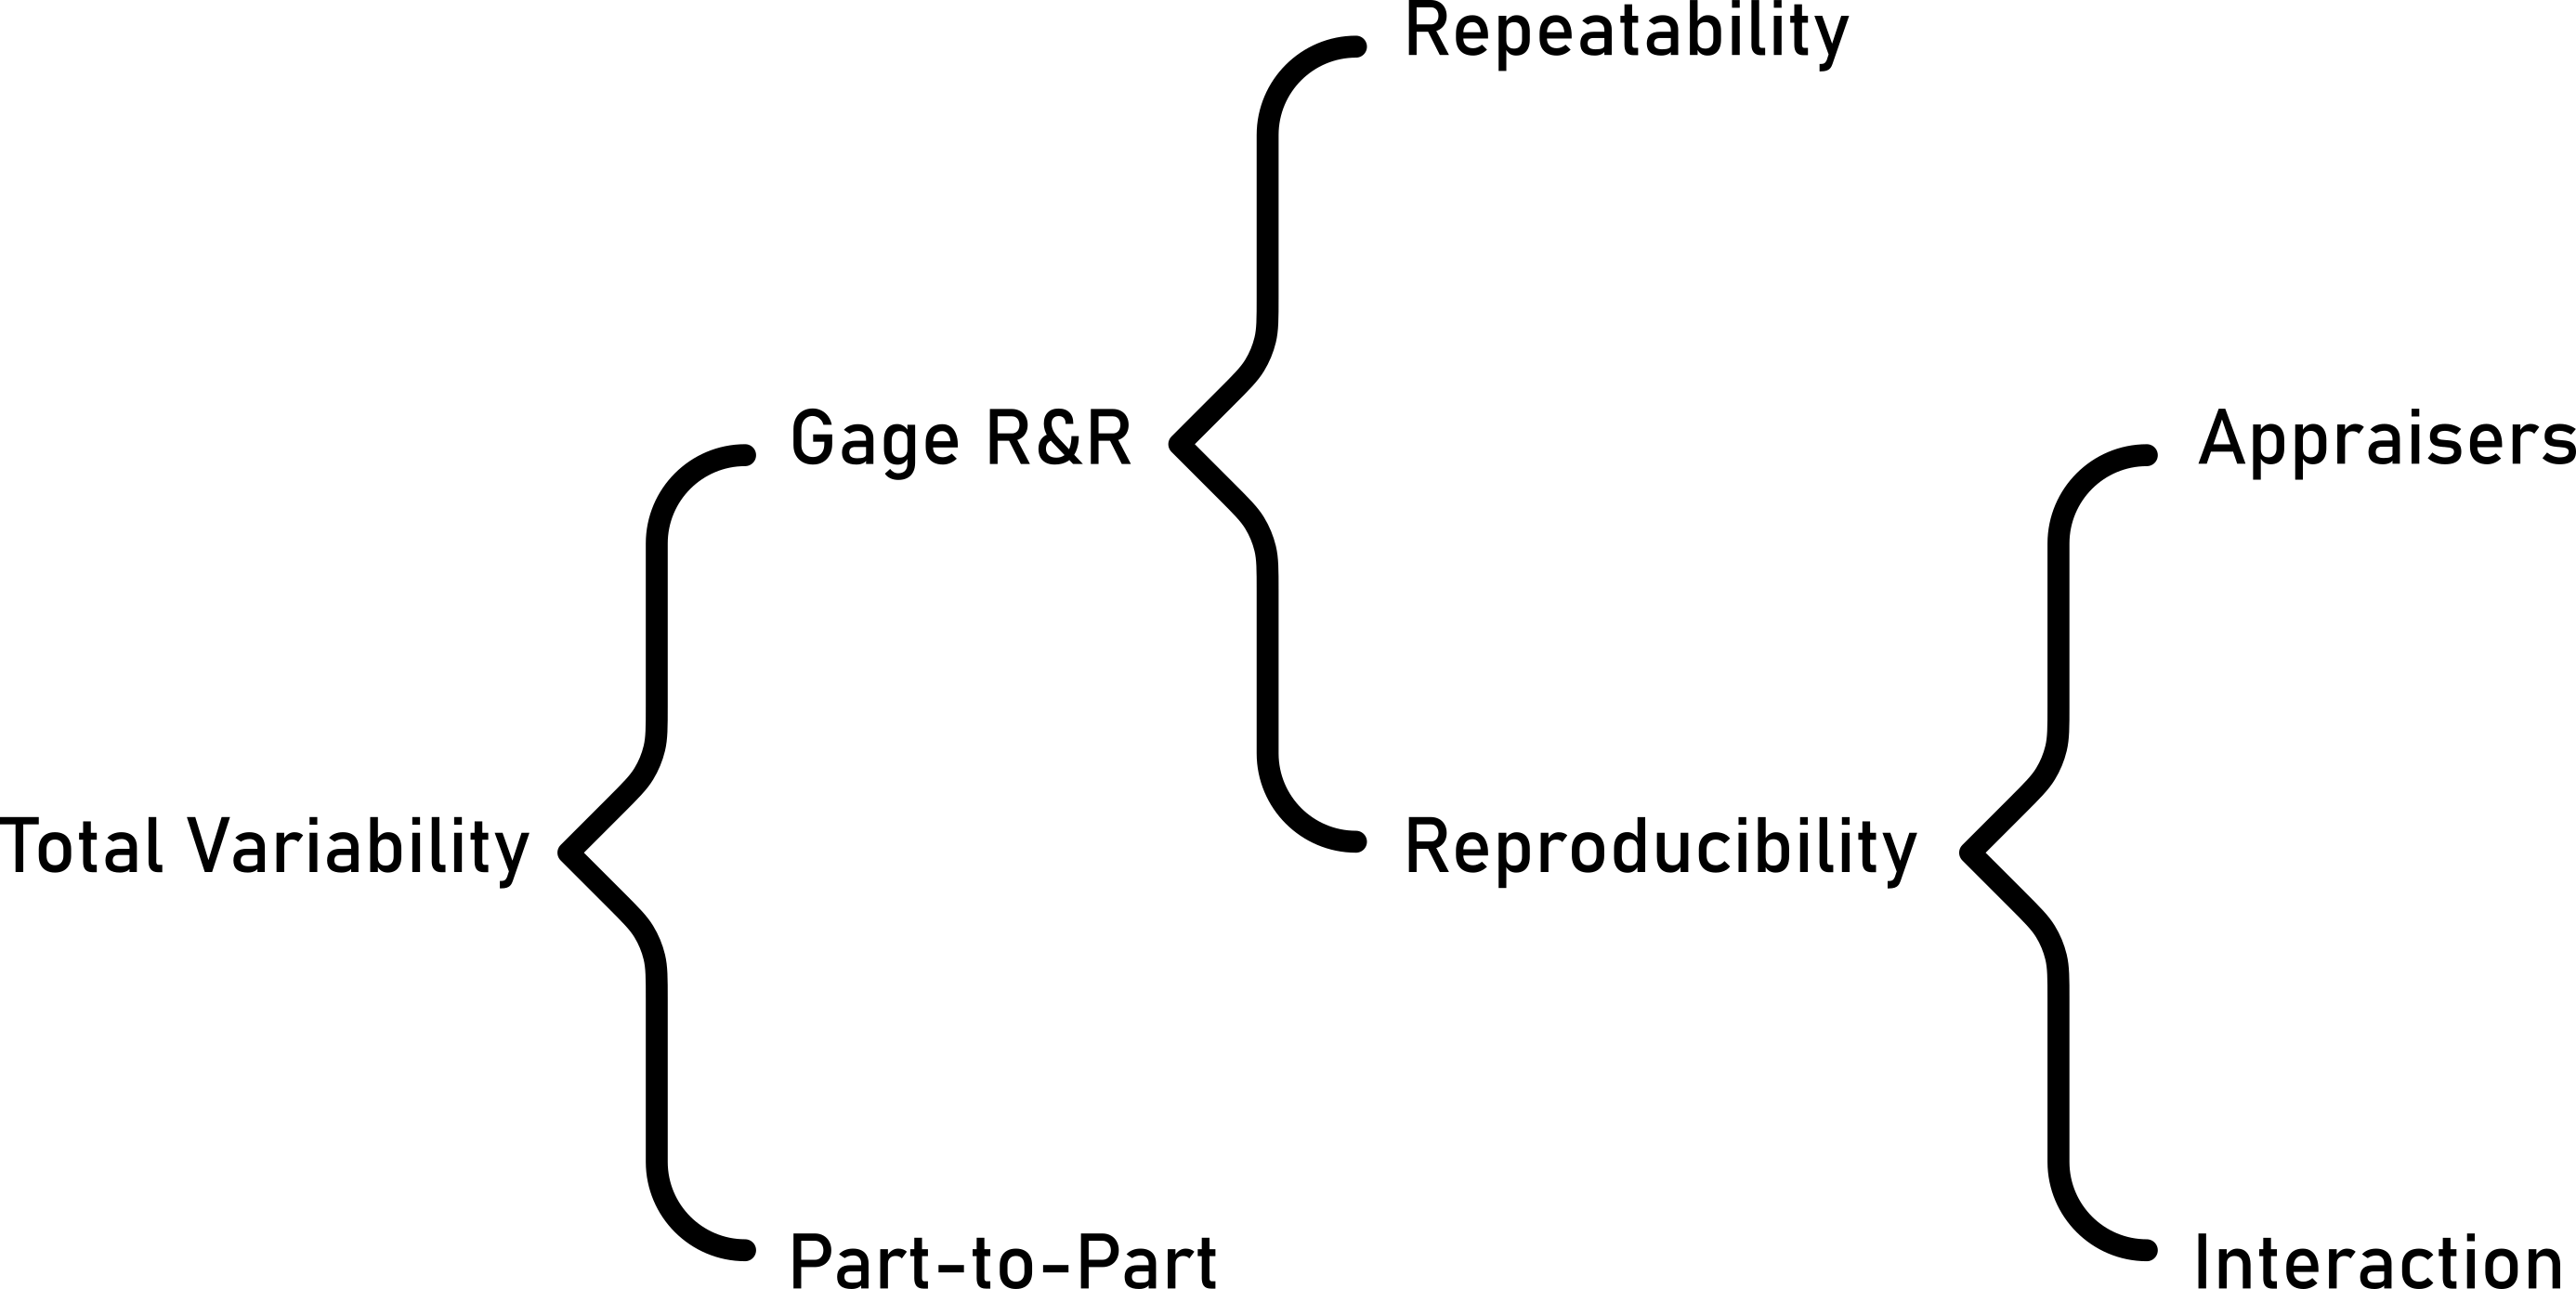 Repeatability
Gage R&R
Appraisers
Total Variability
Reproducibility
Part-to-Part
Interaction